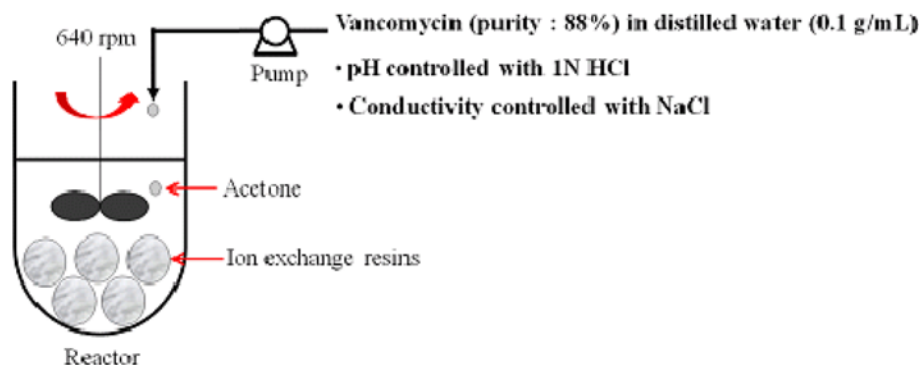 Vancomycin (purity : 88%) in distilled water (0.1 g/mL)
640 rpm
Pump
· pH controlled with 1N HCl
· Conductivity controlled with NaCl
Acetone
Ion exchange resins
Reactor